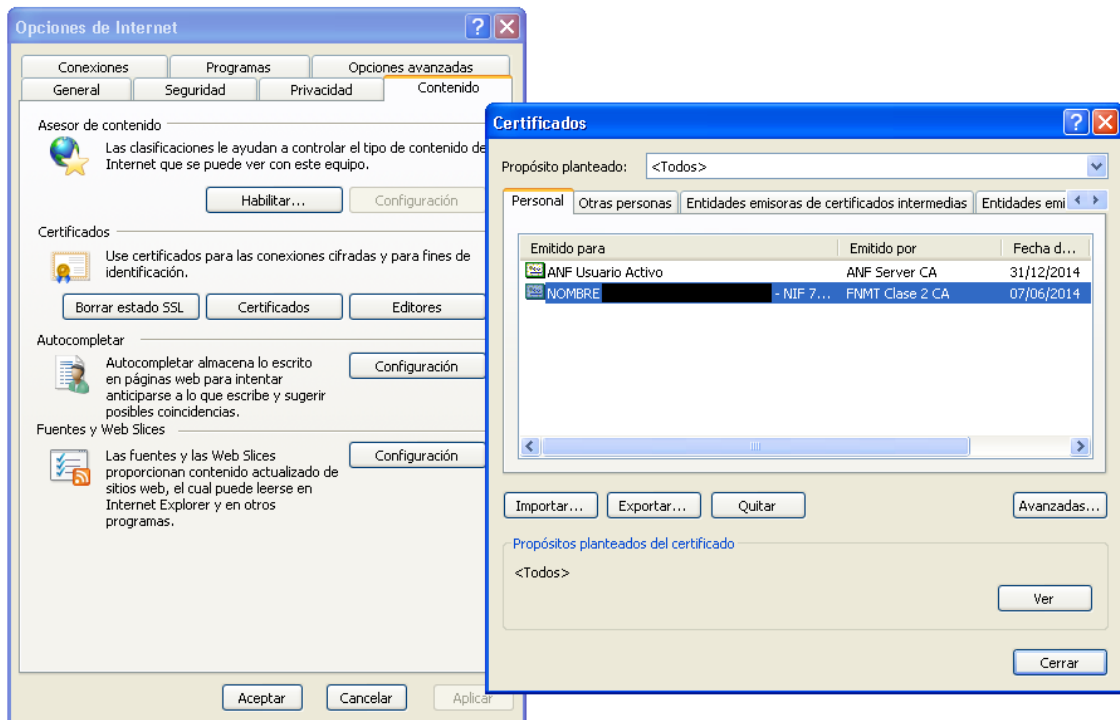 Opciones de Internet
Conexiones Programas Opciones avanzadas
General Seguridad Privacidad Contenido
Asesor de contenido
Las clasificaciones le ayudan a controlar el tipo de contenido de
Internet que se puede ver con este equipo.
Habilitar... Configuración
Certificados
Use certificados para las conexiones cifradas y para fines de
identificación.
Borrar estado SSL Certificados Editores
Autocompletar
Autocompletar almacena lo escrito
en páginas web para intentar
anticiparse a lo que escribe y sugerir
posibles coincidencias.
Configuración
Fuentes y Web Slices
Las fuentes y las Web Slices
proporcionan contenido actualizado de
sitios web, el cual puede leerse en
Internet Explorer y en otros
programas.
Configuración
Aceptar Cancelar Aplicar
Certificados
Propósito planteado: <Todos>
Personal Otras personas Entidades emisoras de certificados intermedias Entidades emi
Emitido para Emitido por Fecha d...
ANF Usuario Activo ANF Server CA 31/12/2014
NOMBRE - NIF 7... FNMT Clase 2 CA 07/06/2014
Importar... Exportar... Quitar Avanzadas...
Propósitos planteados del certificado
<Todos>
Ver
Cerrar